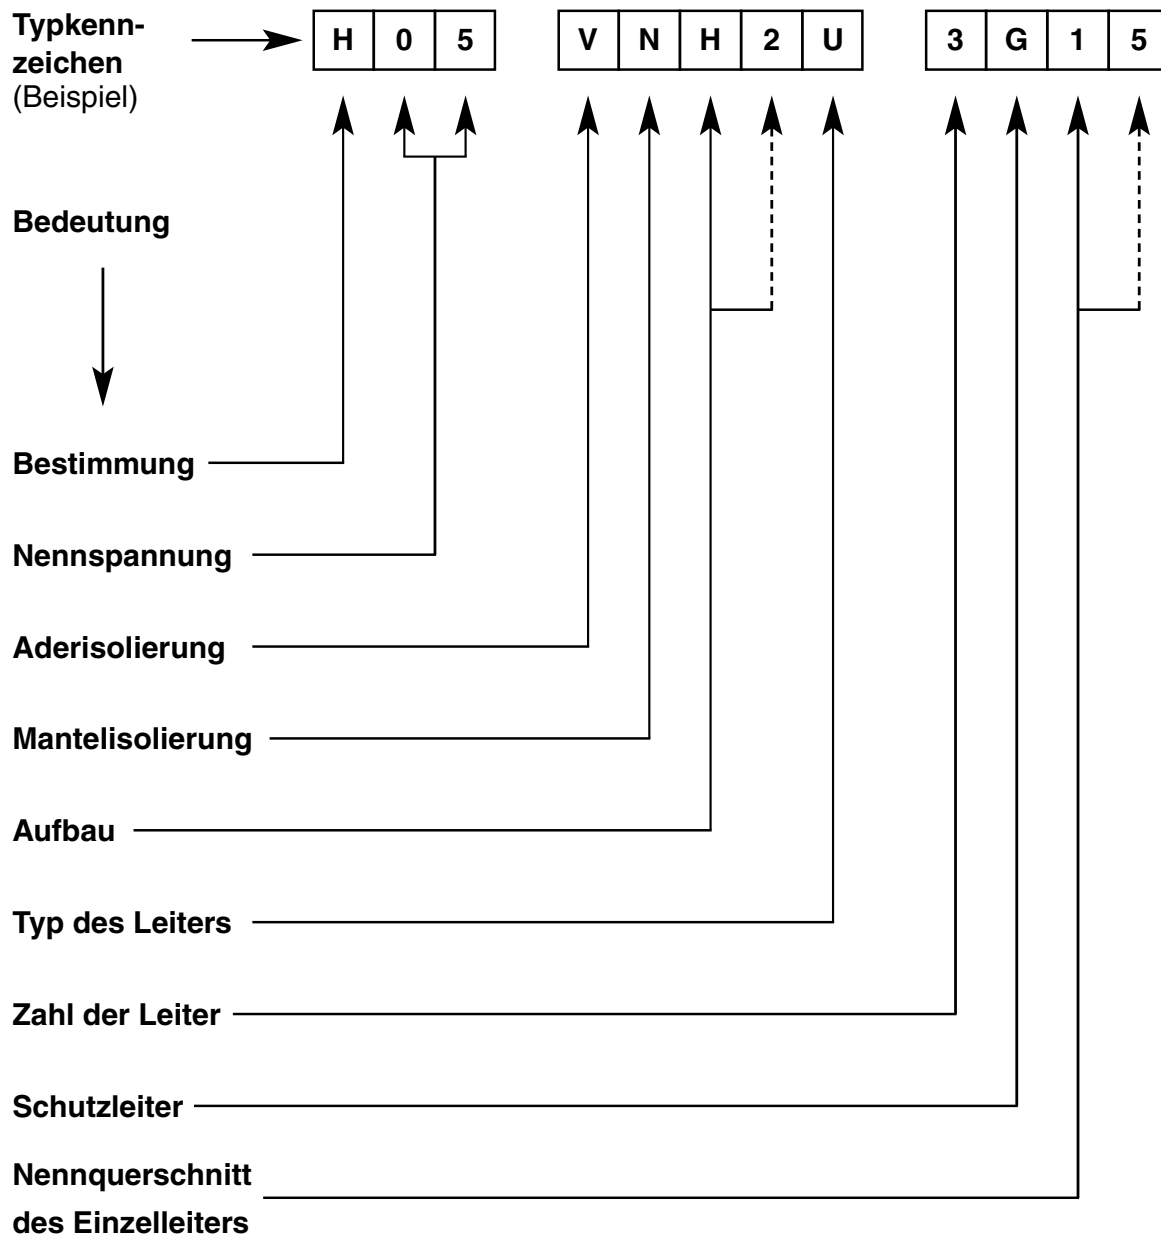 Typkenn-
zeichen
(Beispiel)
H 0 5 V N H 2 U 3 G 1 5
Bedeutung
Bestimmung
Nennspannung
Aderisolierung
Mantelisolierung
Aufbau
Typ des Leiters
Zahl der Leiter
Schutzleiter
Nennquerschnitt
des Einzelleiters